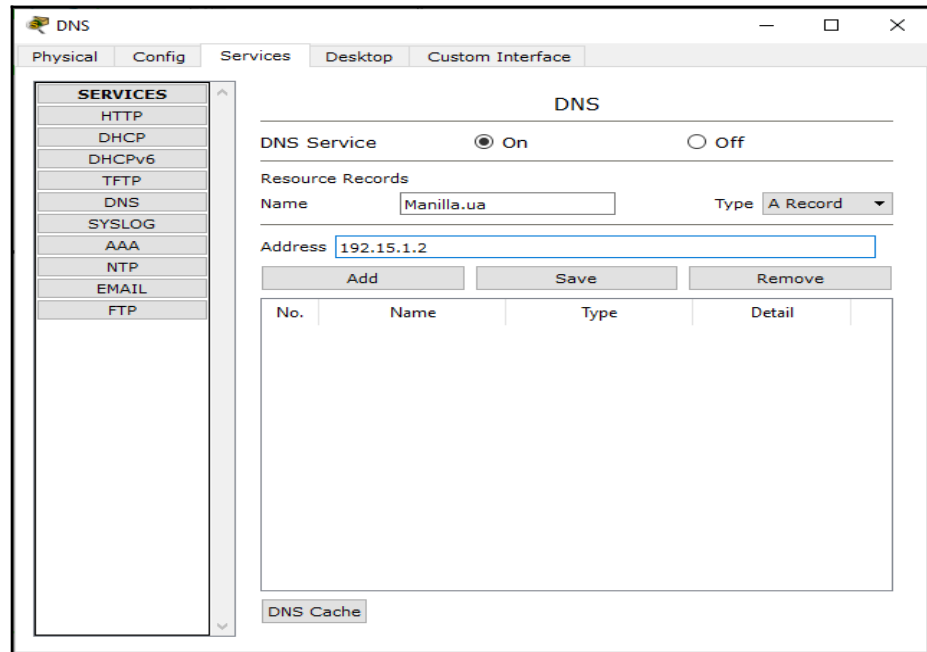 DNS
Physical Config Services Desktop Custom Interface
SERVICES
HTTP
DHCP
DHCPv6
TFTP
DNS
SYSLOG
AAA
NTP
EMAIL
FTP
DNS
DNS Service On Off
Resource Records
Name Manilla.ua Type A Record
Address 192.15.1.2
Add Save Remove
No. Name Type Detail
DNS Cache